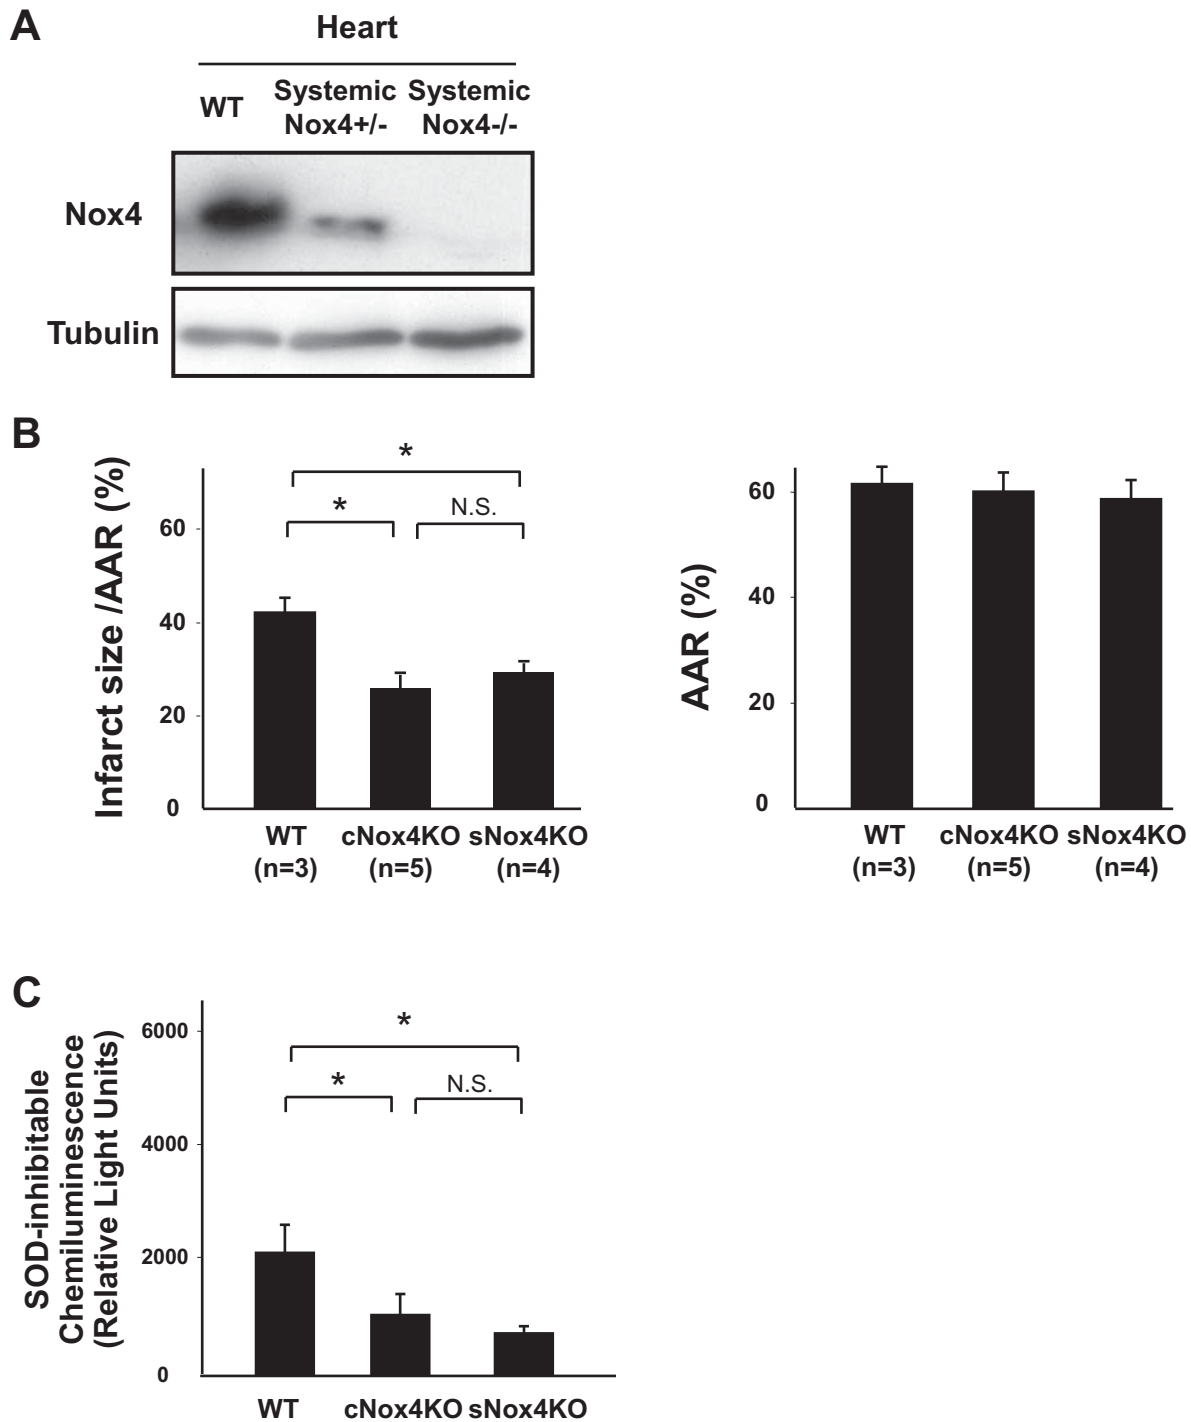 A
Heart
WT
Systemic Nox4+/-
Systemic Nox4-/-
Nox4
Tubulin
B
Infarct size /AAR (%)
60
40
20
0
*
*
N.S.
WT
(n=3)
cNox4KO
(n=5)
sNox4KO
(n=4)
AAR (%)
60
40
20
0
WT
(n=3)
cNox4KO
(n=5)
sNox4KO
(n=4)
C
SOD-inhibitable
Chemiluminescence
(Relative Light Units)
6000
4000
2000
0
*
*
N.S.
WT
cNox4KO
sNox4KO